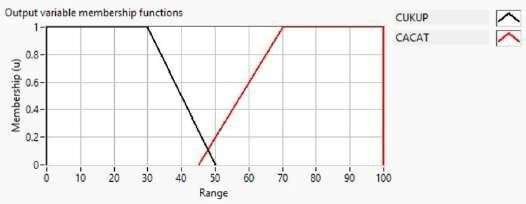 Output variable membership functions
CUKUP
CACAT
Membership (u)
1
0.8
0.6
0.4
0.2
0
0 10 20 30 40 50 60 70 80 90 100
Range